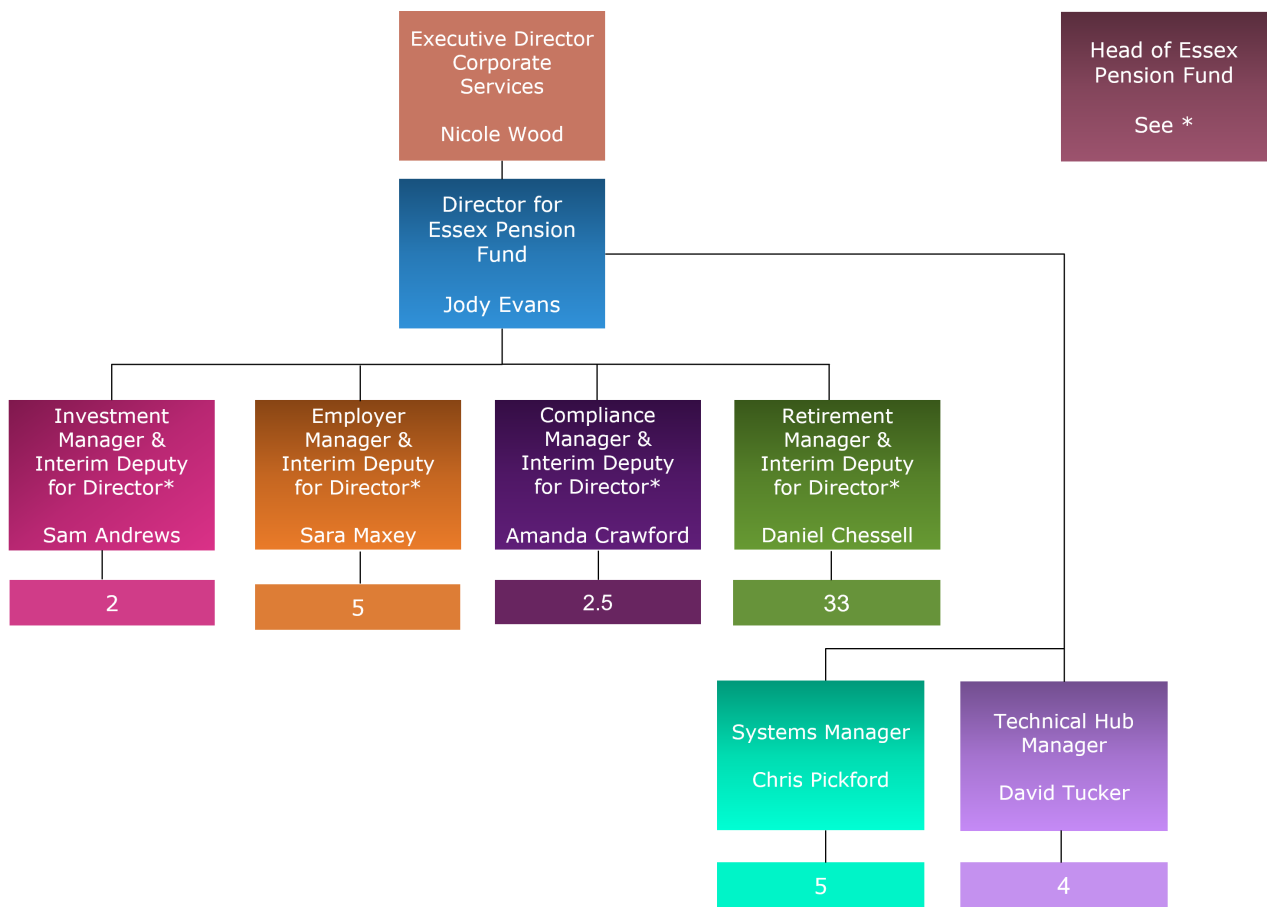 Executive Director
Corporate
Services
Nicole Wood
Head of Essex
Pension Fund
See *
Director for
Essex Pension
Fund
Jody Evans
Investment
Manager &
Interim Deputy
for Director*
Sam Andrews
Employer
Manager &
Interim Deputy
for Director*
Sara Maxey
Compliance
Manager &
Interim Deputy
for Director*
Amanda Crawford
Retirement
Manager &
Interim Deputy
for Director*
Daniel Chessell
2
5
2.5
33
Systems Manager
Chris Pickford
Technical Hub
Manager
David Tucker
5
4